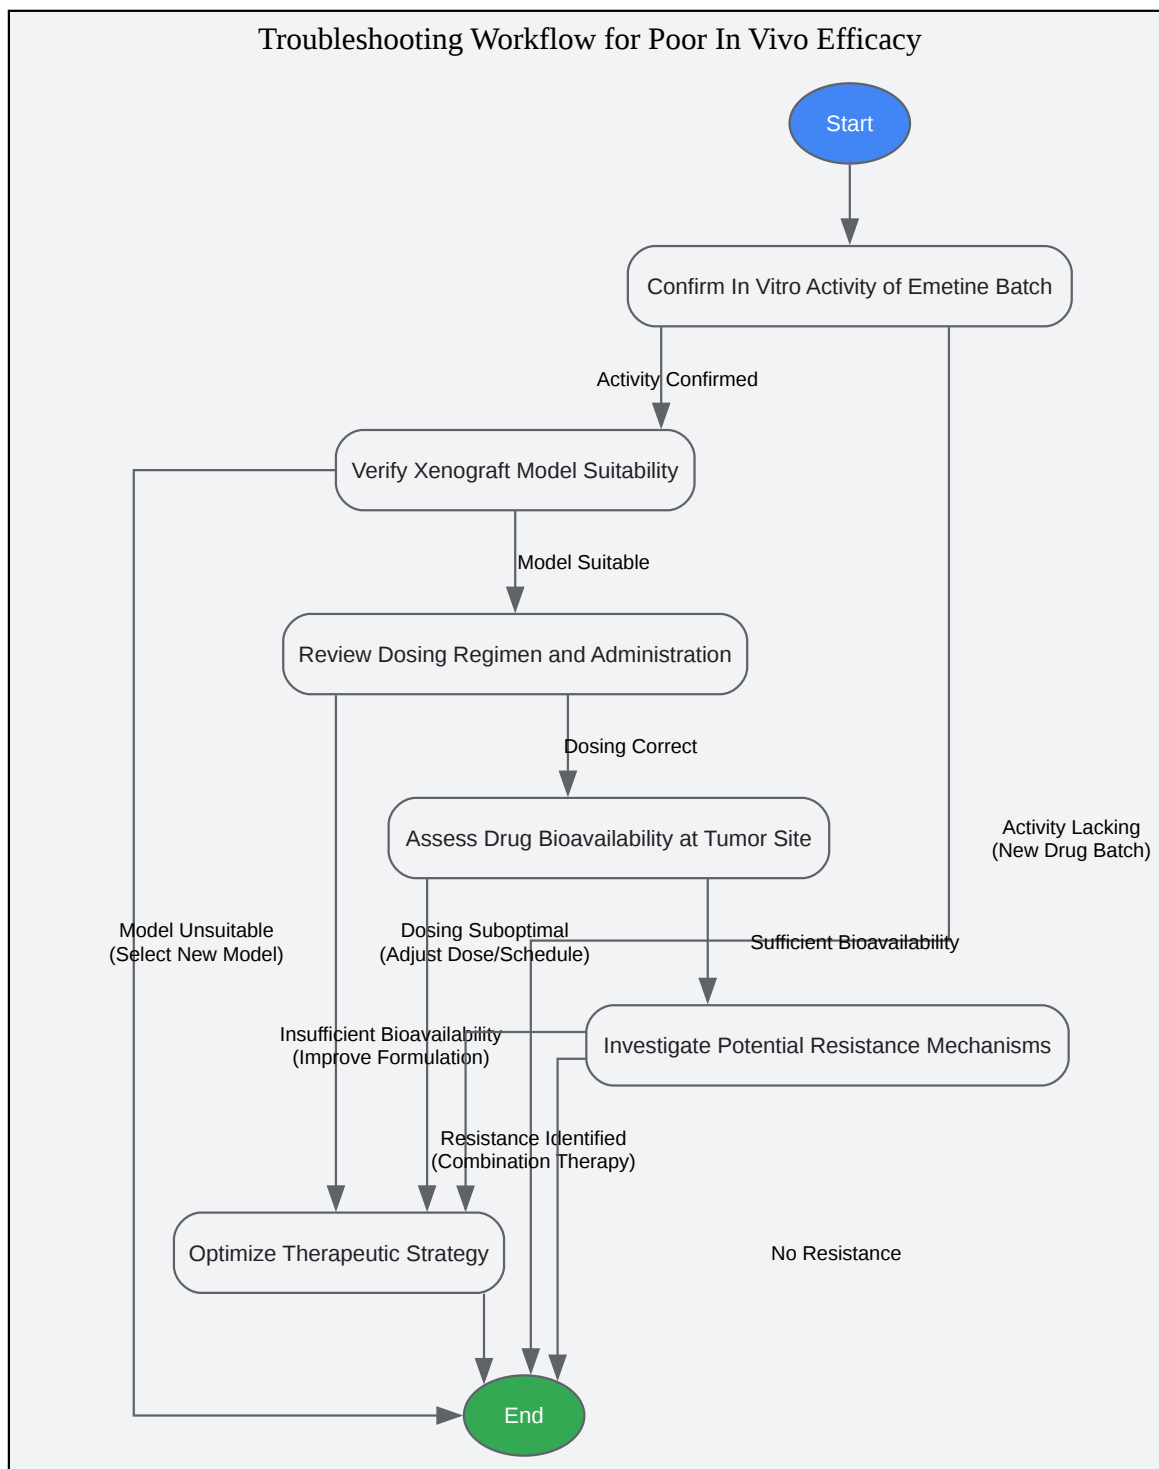 Troubleshooting Workflow for Poor In Vivo Efficacy
Start
Confirm In Vitro Activity of Emetine Batch
Activity Confirmed
Verify Xenograft Model Suitability
Model Suitable
Review Dosing Regimen and Administration
Dosing Correct
Assess Drug Bioavailability at Tumor Site
Activity Lacking
(New Drug Batch)
Model Unsuitable
(Select New Model)
Dosing Suboptimal
(Adjust Dose/Schedule)
Sufficient Bioavailability
Insufficient Bioavailability
(Improve Formulation)
Investigate Potential Resistance Mechanisms
Resistance Identified
(Combination Therapy)
Optimize Therapeutic Strategy
No Resistance
End